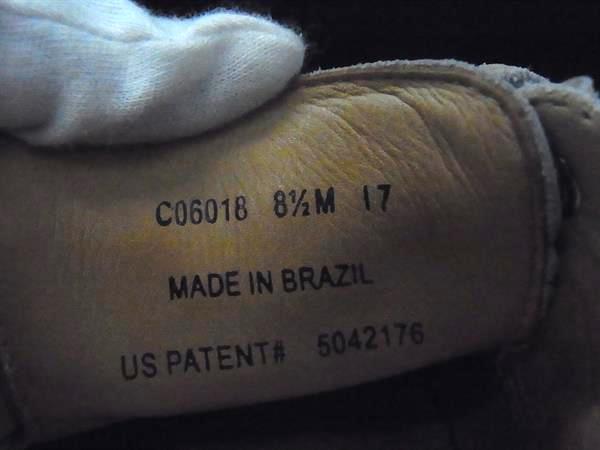 C06018 8½M 17
MADE IN BRAZIL
US PATENT# 5042176